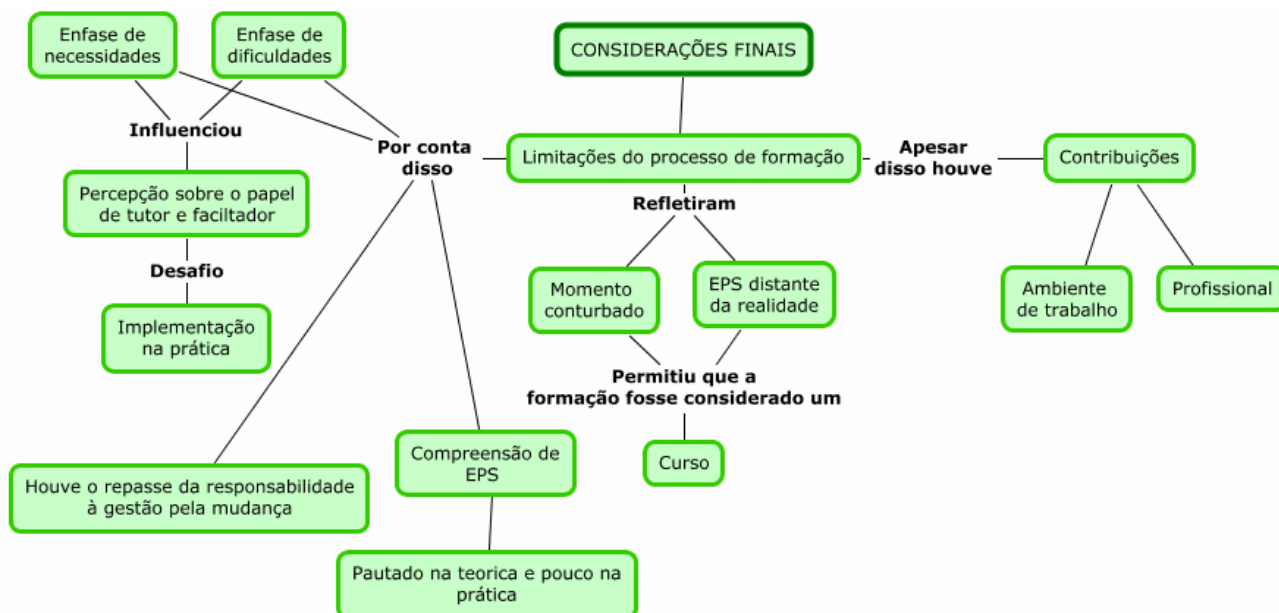 Enfase de
necessidades
Enfase de
dificuldades
CONSIDERAÇÕES FINAIS
Influenciou
Por conta
disso
Limitações do processo de formação
Apesar
disso houve
Contribuições
Percepção sobre o papel
de tutor e faciltador
Refletiram
Desafio
Momento
conturbado
EPS distante
da realidade
Ambiente
de trabalho
Profissional
Implementação
na prática
Permitiu que a
formação fosse considerado um
Compreensão de
EPS
Curso
Houve o repasse da responsabilidade
à gestão pela mudança
Pautado na teorica e pouco na
prática